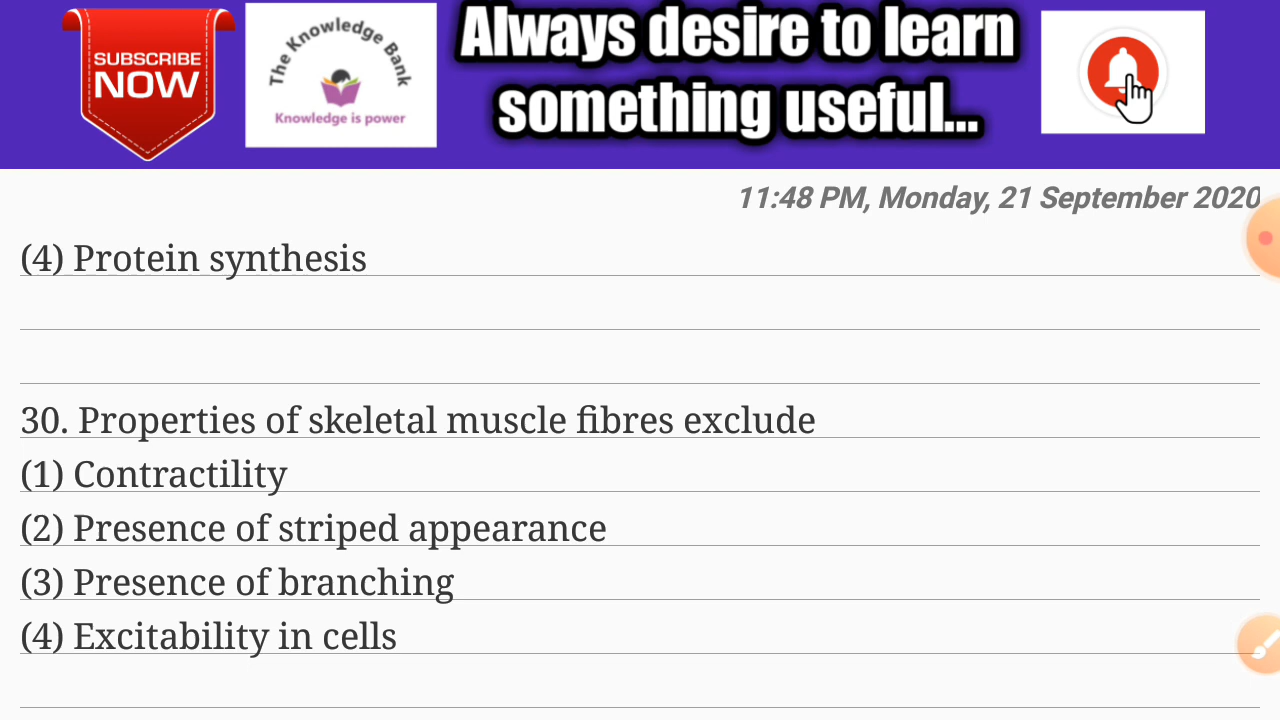 SUBSCRIBE
NOW
The Knowledge Bank
Knowledge is power
Always desire to learn
something useful...
11:48 PM, Monday, 21 September 2020
(4) Protein synthesis
30. Properties of skeletal muscle fibres exclude
(1) Contractility
(2) Presence of striped appearance
(3) Presence of branching
(4) Excitability in cells